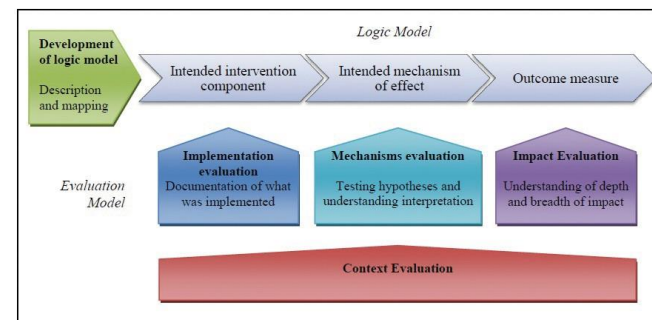 Logic Model
Development
of logic model
Description
and mapping
Intended intervention
component
Intended mechanism
of effect
Outcome measure
Evaluation
Model
Implementation
evaluation
Documentation of what
was implemented
Mechanisms evaluation
Testing hypotheses and
understanding interpretation
Impact Evaluation
Understanding of depth
and breadth of impact
Context Evaluation